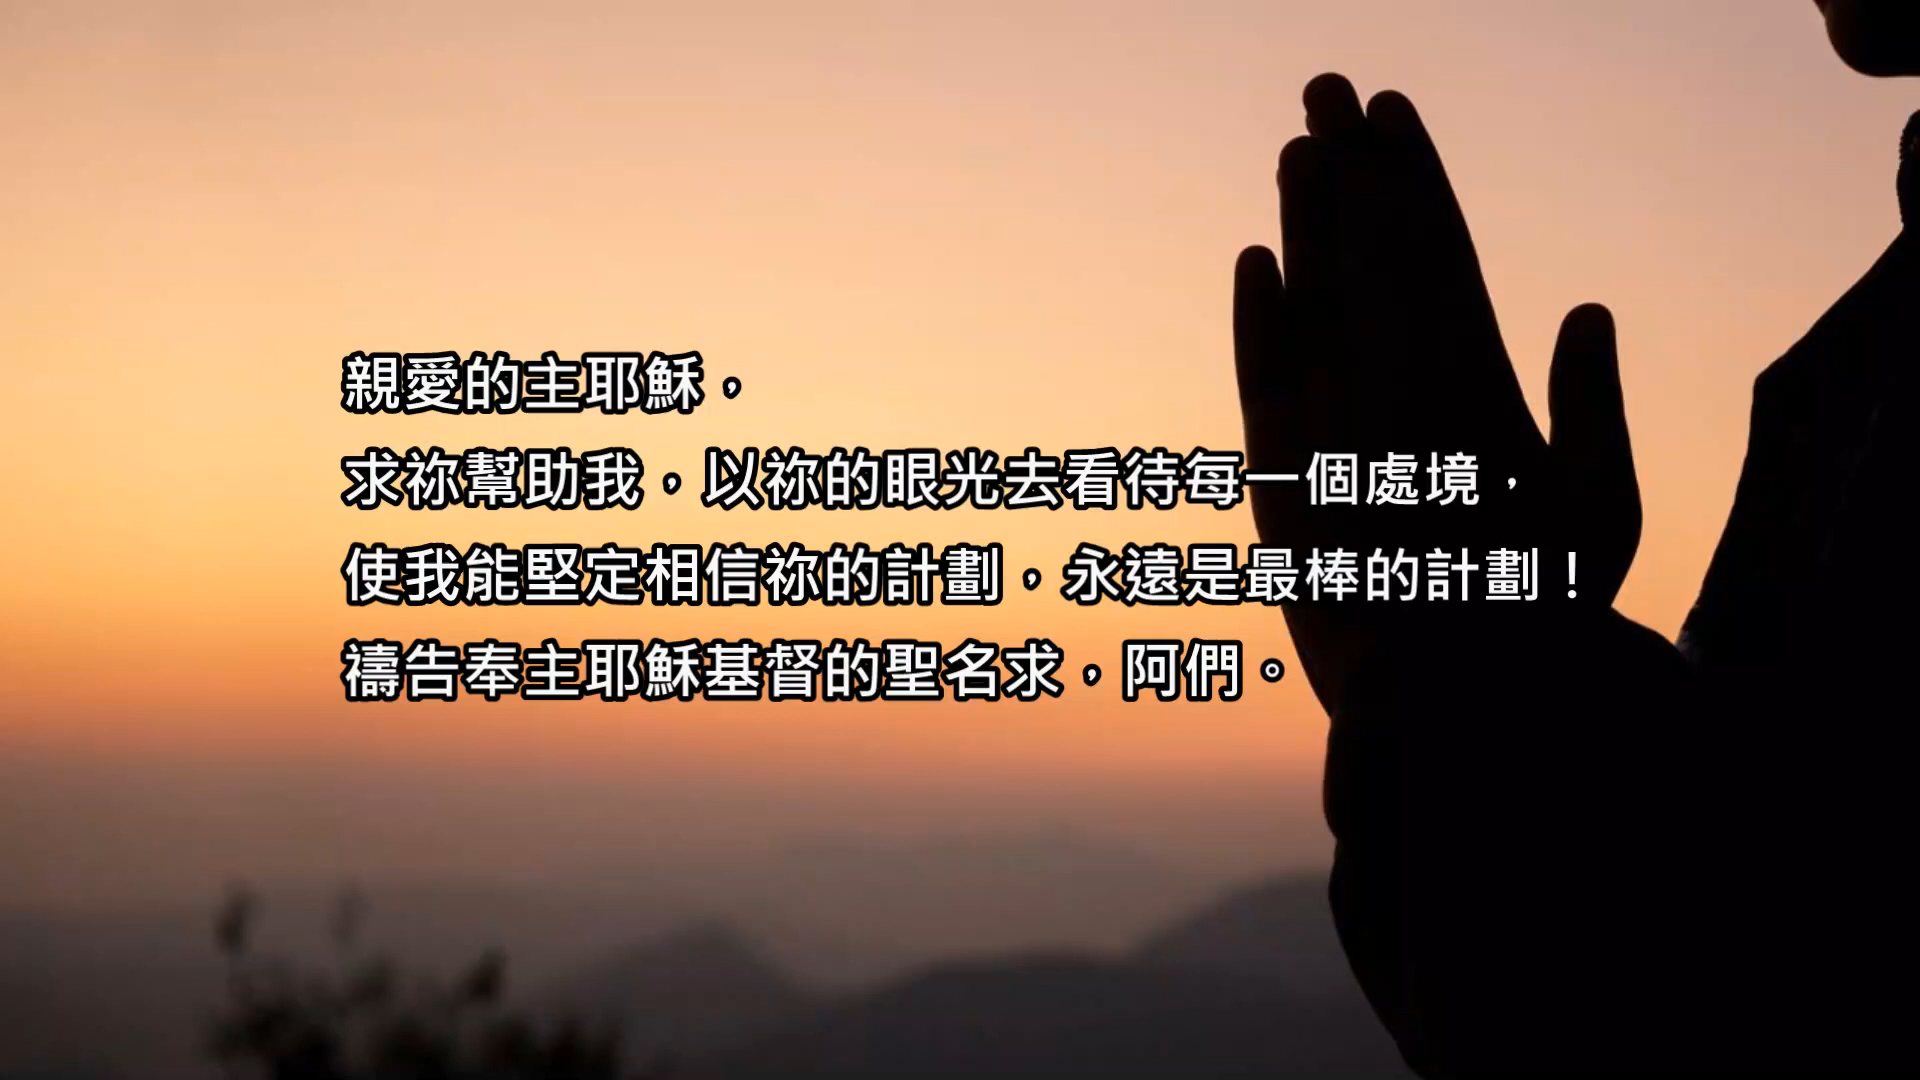 親愛的主耶穌，
求祢幫助我，以祢的眼光去看待每一個處境，
使我能堅定相信祢的計劃，永遠是最棒的計劃！
禱告奉主耶穌基督的聖名求，阿們。